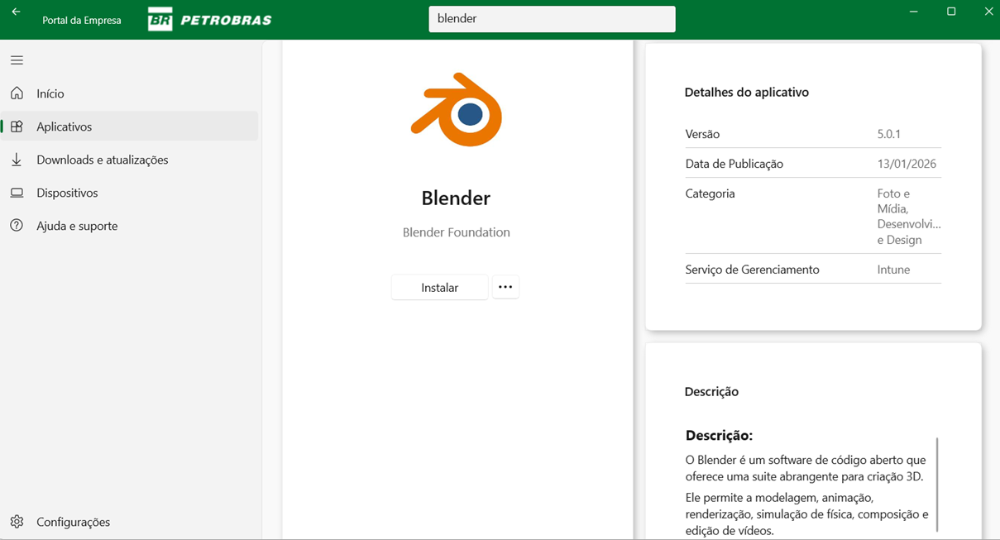 Portal da Empresa
BR PETROBRAS
blender
Início
Aplicativos
Downloads e atualizações
Dispositivos
Ajuda e suporte
Configurações
Blender
Blender Foundation
Instalar
Detalhes do aplicativo
Versão 5.0.1
Data de Publicação 13/01/2026
Categoria Foto e
Mídia,
Desenvolvi...
e Design
Serviço de Gerenciamento Intune
Descrição
Descrição:
O Blender é um software de código aberto que
oferece uma suite abrangente para criação 3D.
Ele permite a modelagem, animação,
renderização, simulação de física, composição e
edição de vídeos.